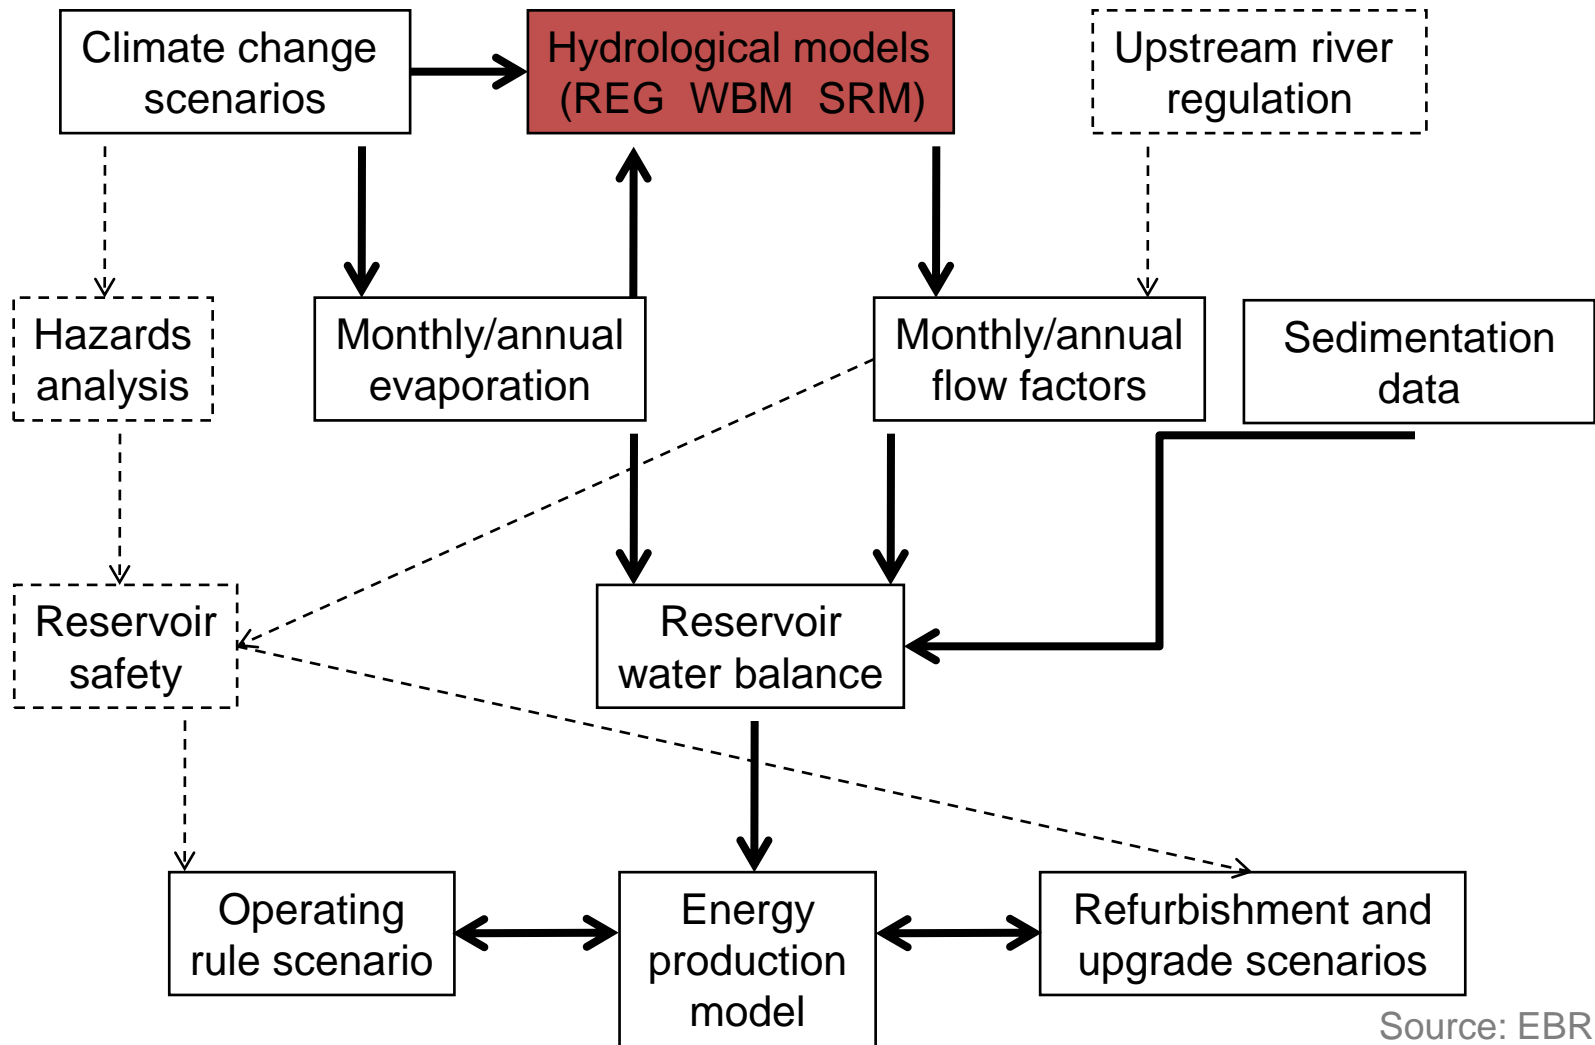 Climate change
scenarios
Hydrological models
(REG WBM SRM)
Upstream river
regulation
Hazards
analysis
Monthly/annual
evaporation
Monthly/annual
flow factors
Sedimentation
data
Reservoir
safety
Reservoir
water balance
Operating
rule scenario
Energy
production
model
Refurbishment and
upgrade scenarios
Source: EBR